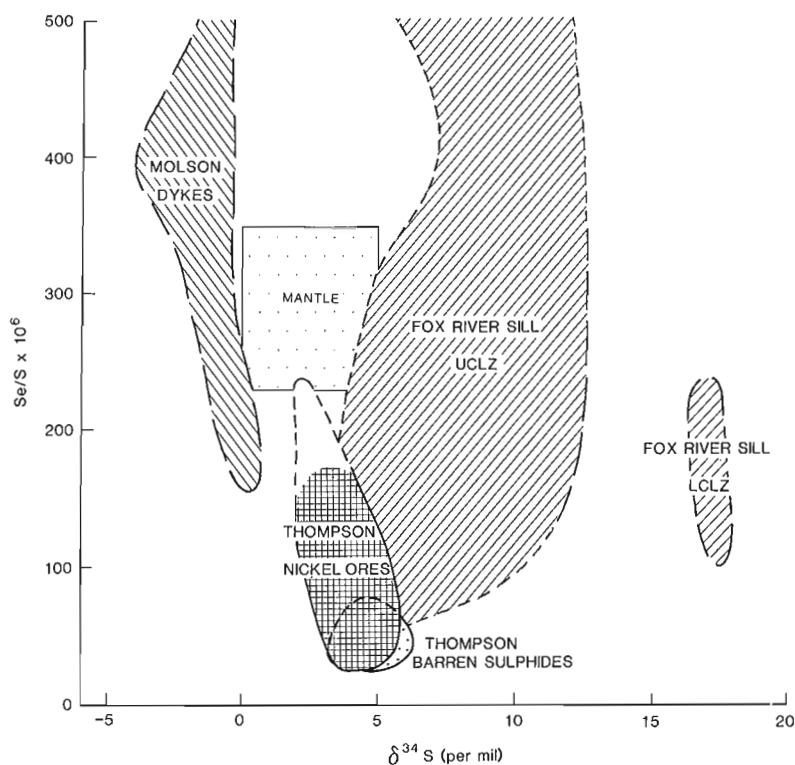 500
400
300
200
100
0
Se/S x 10⁶
MOLSON
DYKES
MANTLE
FOX RIVER SILL
UCLZ
FOX RIVER SILL
LCLZ
THOMPSON
NICKEL ORES
THOMPSON
BARREN SULPHIDES
-5 0 5 10 15 20
δ³⁴ S (per mil)